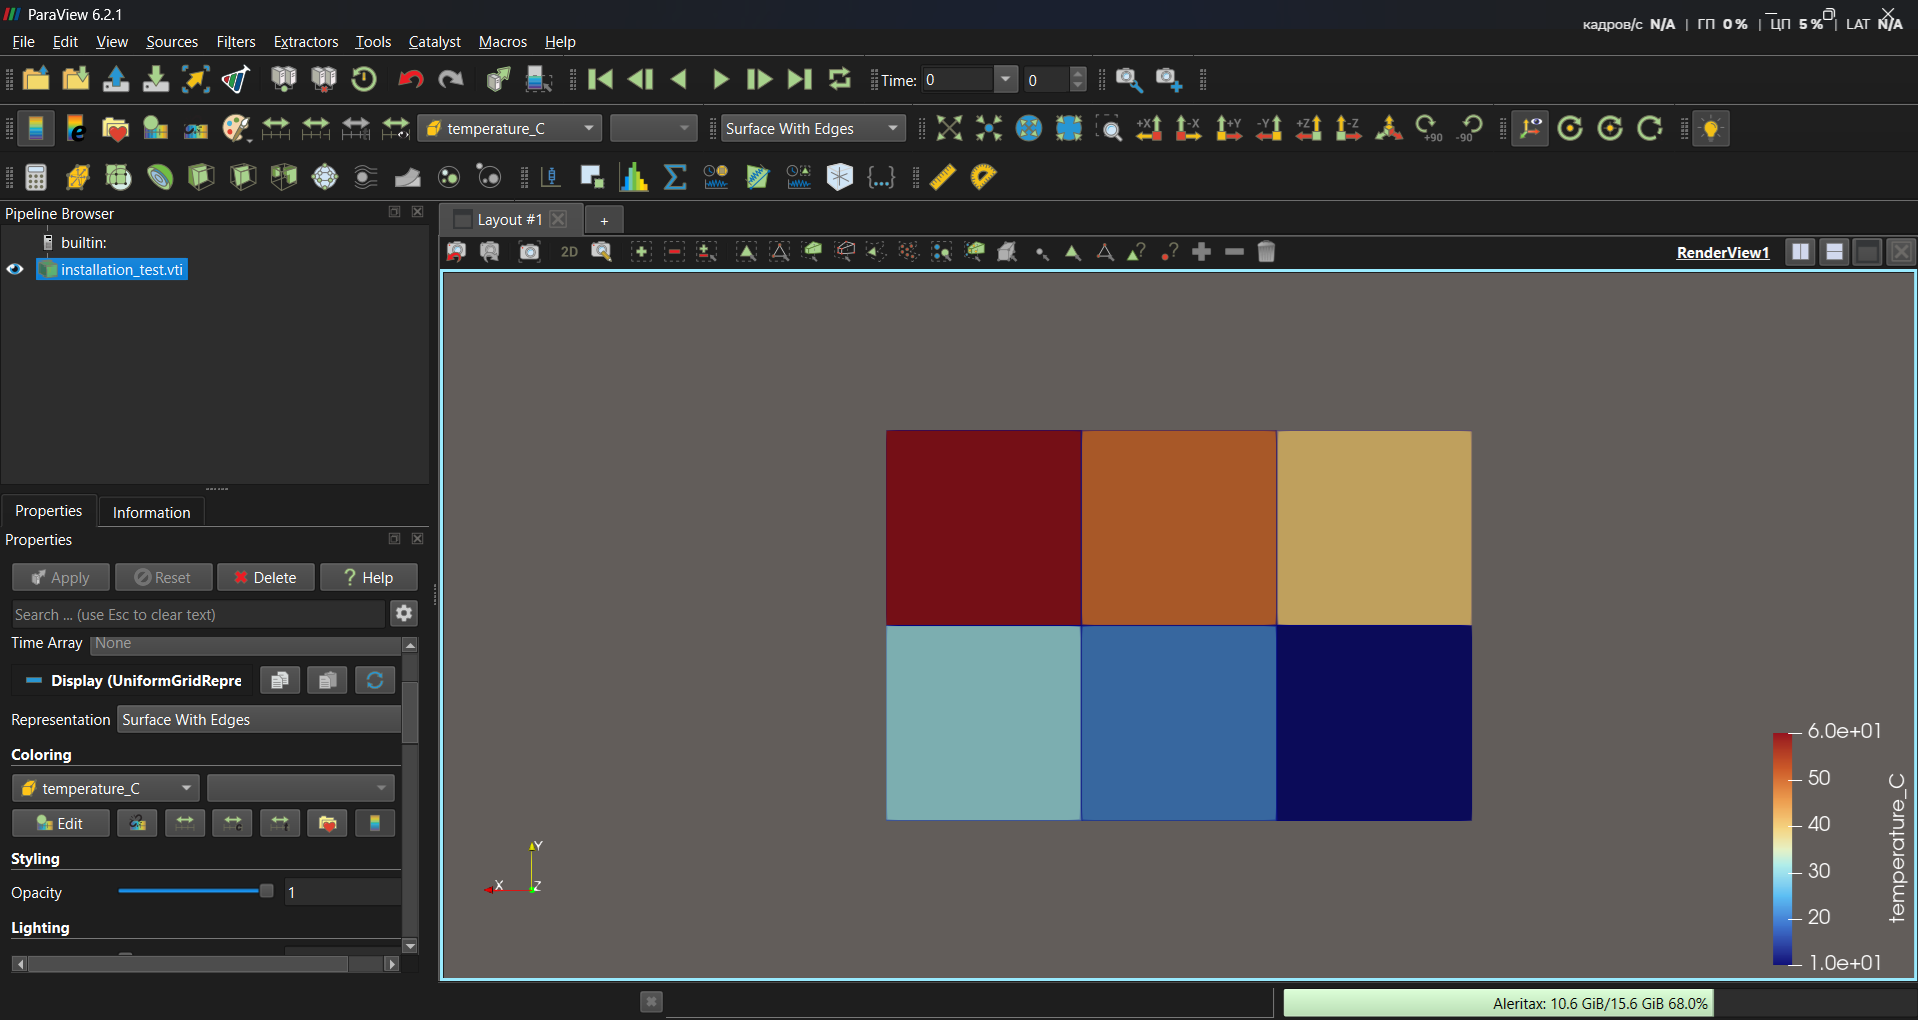 ParaView 6.2.1
кадров/с N/A | ГП 0 % | ЦП 5 % | LAT N/A
File Edit View Sources Filters Extractors Tools Catalyst Macros Help
Time: 0 0
temperature_C Surface With Edges +X -X +Y -Y +Z -Z +90 -90
Pipeline Browser
Layout #1 +
builtin:
2D
RenderView1
installation_test.vti
Properties Information
Properties
Apply Reset Delete ? Help
Search ... (use Esc to clear text)
Time Array None
Display (UniformGridRepre
Representation Surface With Edges
Coloring
temperature_C
Edit
Styling
Opacity 1
Lighting
Y
X Z
6.0e+01
50
40
30
20
1.0e+01
temperature_C
Aleritax: 10.6 GiB/15.6 GiB 68.0%